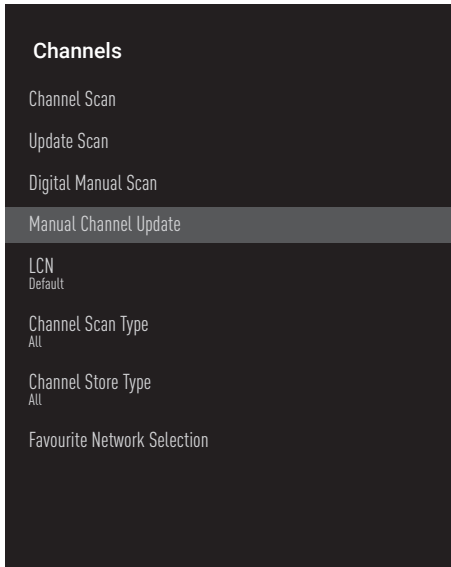 Channels
Channel Scan
Update Scan
Digital Manual Scan
Manual Channel Update
LCN
Default
Channel Scan Type
All
Channel Store Type
All
Favourite Network Selection